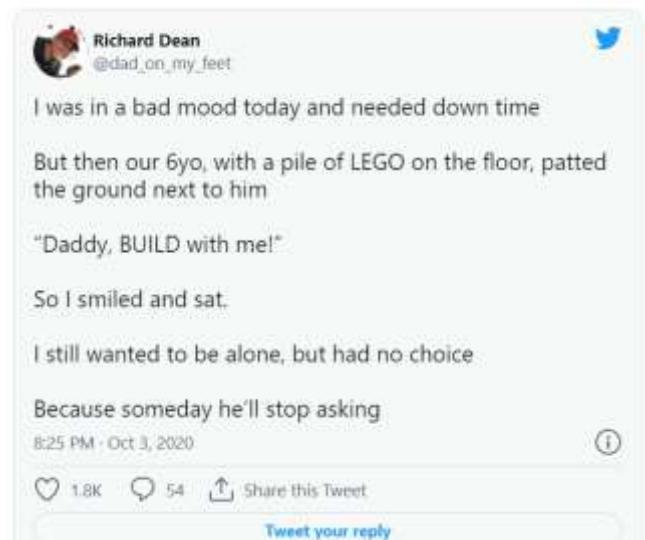 Richard Dean
@dad_on_my_feet
I was in a bad mood today and needed down time
But then our 6yo, with a pile of LEGO on the floor, patted
the ground next to him
“Daddy, BUILD with me!”
So I smiled and sat.
I still wanted to be alone, but had no choice
Because someday he'll stop asking
8:25 PM · Oct 3, 2020
1.8K 54 Share this Tweet
Tweet your reply